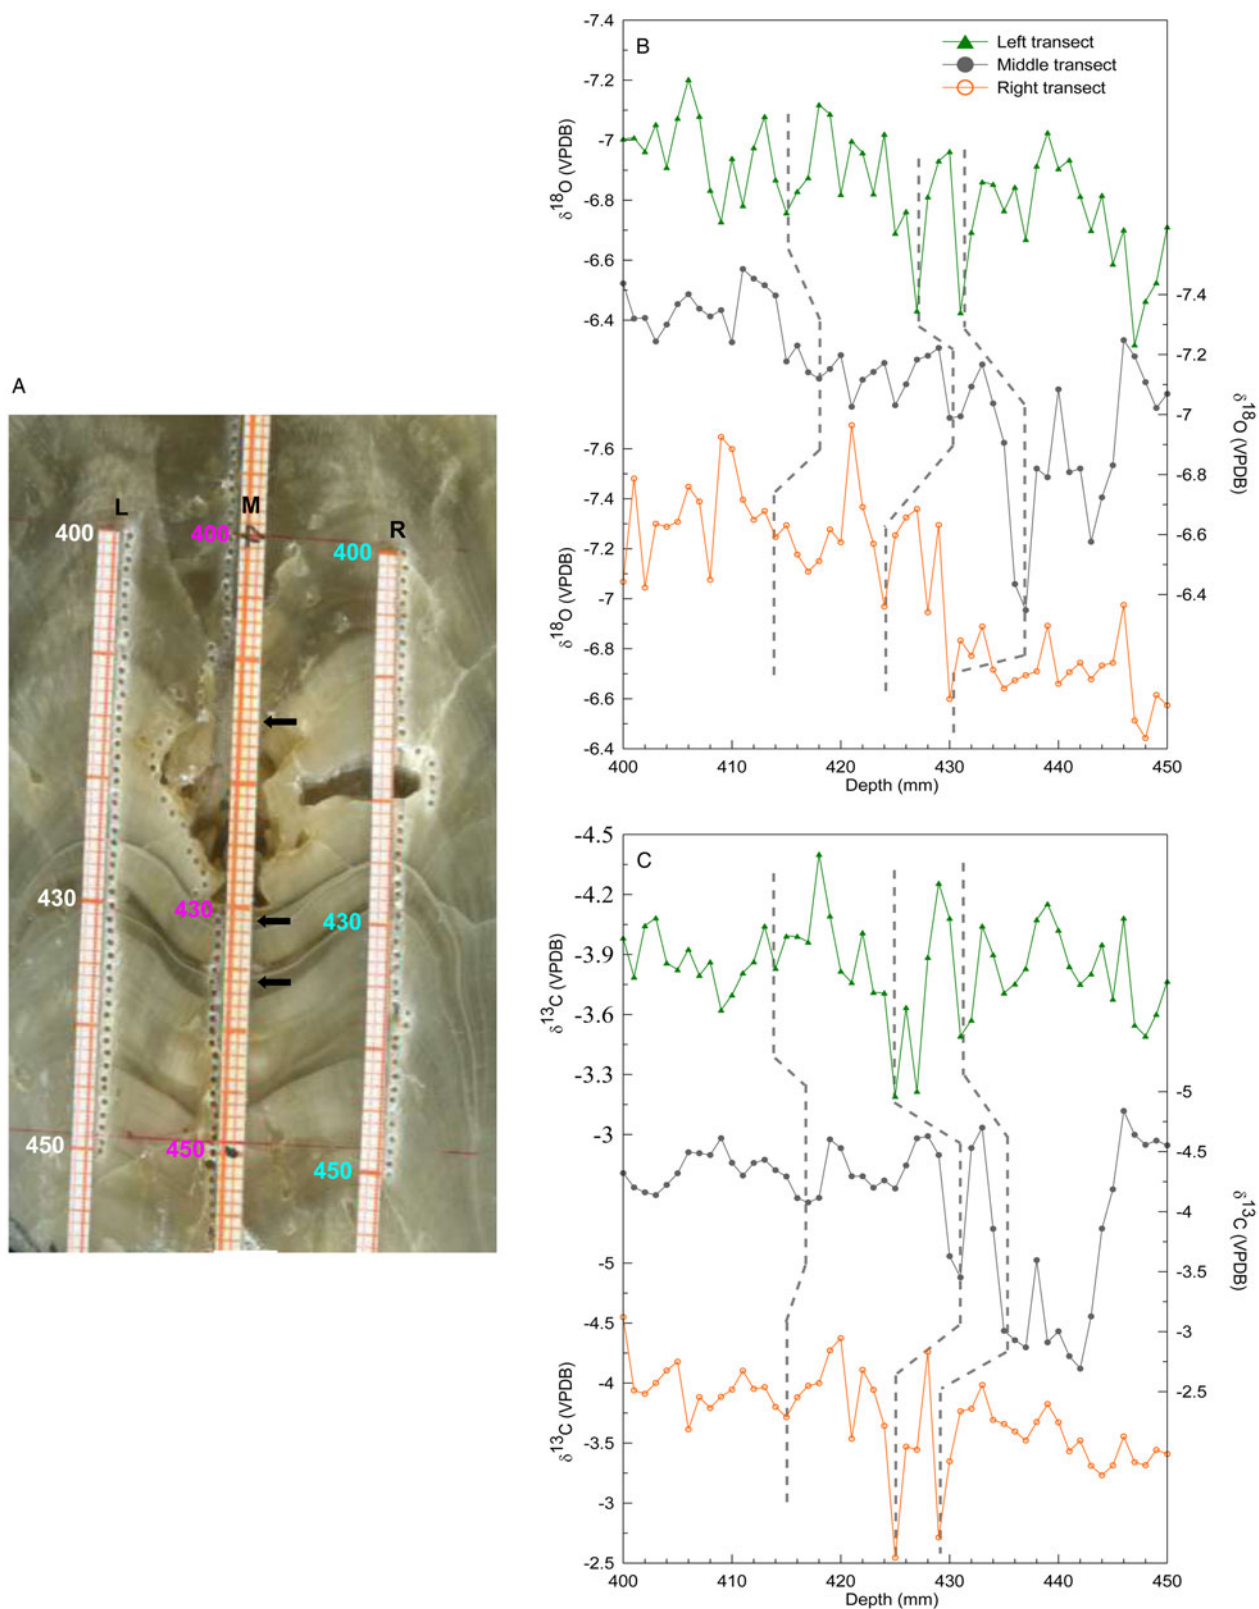 A
L
M
R
400
400
400
430
430
430
450
450
450
B
Left transect
Middle transect
Right transect
-7.4
-7.2
-7
-6.8
-6.6
-6.4
δ18O (VPDB)
-7.4
-7.2
-7
-6.8
-6.6
-6.4
δ18O (VPDB)
-7.6
-7.4
-7.2
-7
-6.8
-6.6
-6.4
δ18O (VPDB)
400 410 420 430 440 450
Depth (mm)
C
-4.5
-4.2
-3.9
-3.6
-3.3
-3
δ13C (VPDB)
-5
-4.5
-4
-3.5
-3
-2.5
δ13C (VPDB)
-5
-4.5
-4
-3.5
-3
-2.5
δ13C (VPDB)
400 410 420 430 440 450
Depth (mm)